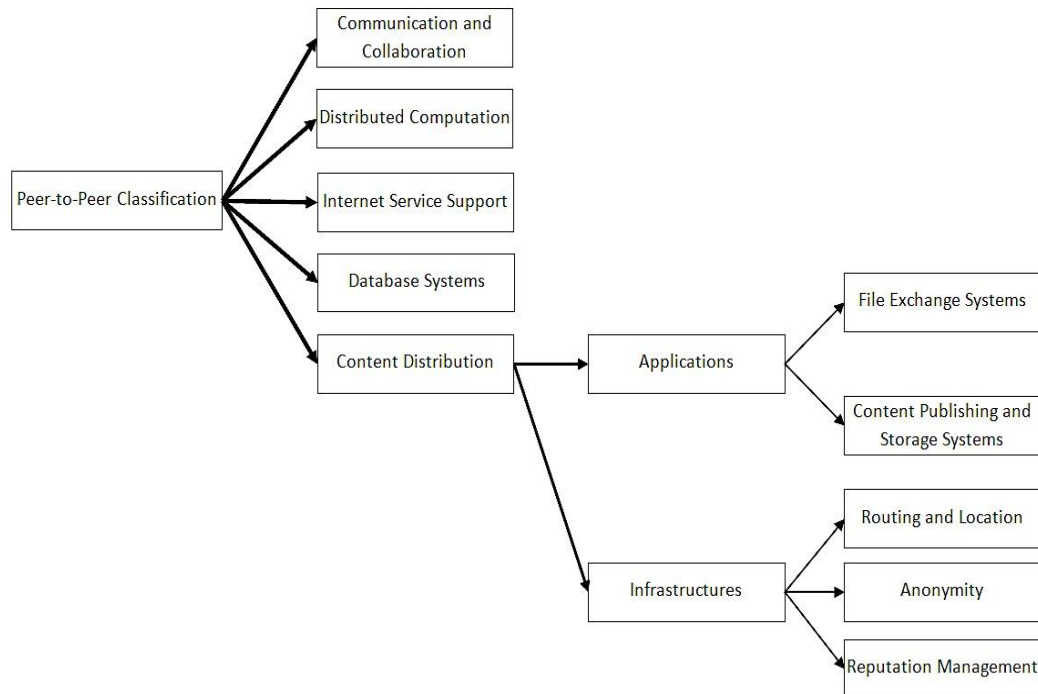 Communication and
Collaboration
Distributed Computation
Peer-to-Peer Classification
Internet Service Support
Database Systems
Content Distribution
Applications
File Exchange Systems
Content Publishing and
Storage Systems
Infrastructures
Routing and Location
Anonymity
Reputation Management